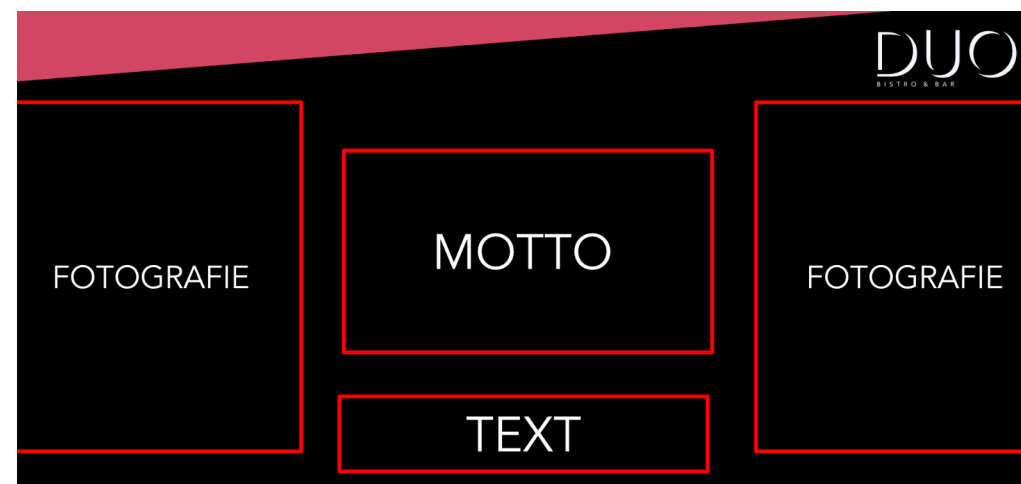 DUO
BISTRO & BAR
MOTTO
FOTOGRAFIE
FOTOGRAFIE
TEXT